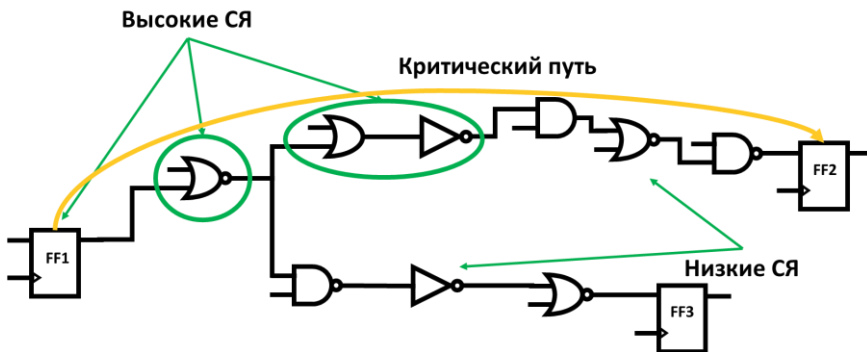 Высокие СЯ
Критический путь
FF2
FF1
Низкие СЯ
FF3